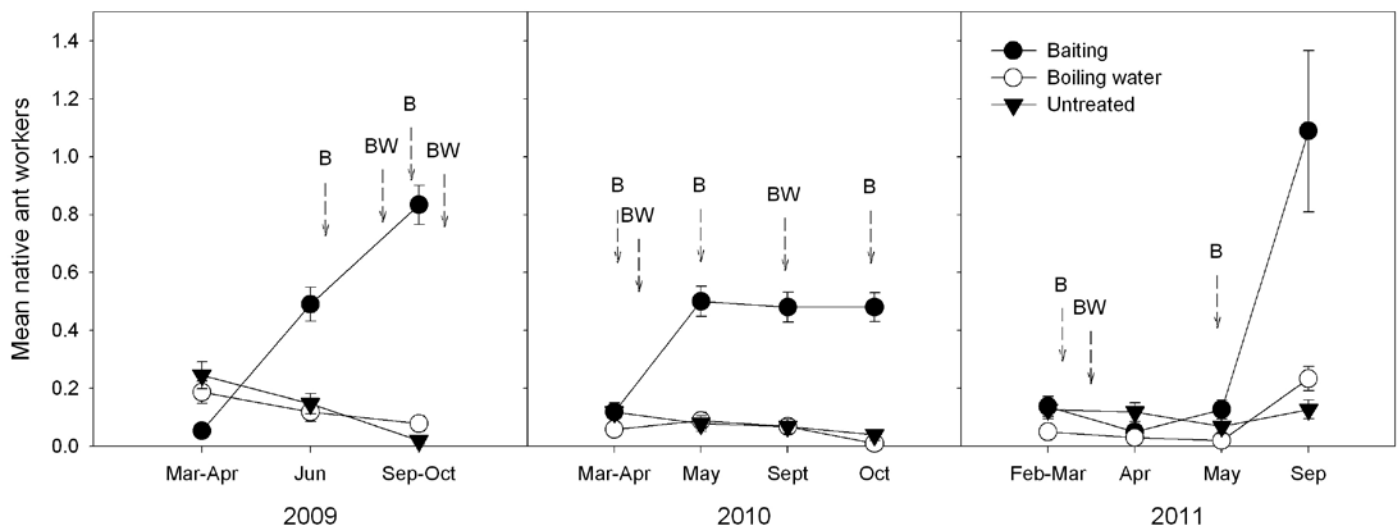 Mean native ant workers
1.4
1.2
1.0
0.8
0.6
0.4
0.2
0.0
B
BW
B
BW
Mar-Apr
Jun
Sep-Oct
2009
B
BW
B
BW
B
Mar-Apr
May
Sept
Oct
2010
Baiting
Boiling water
Untreated
B
BW
B
Feb-Mar
Apr
May
Sep
2011